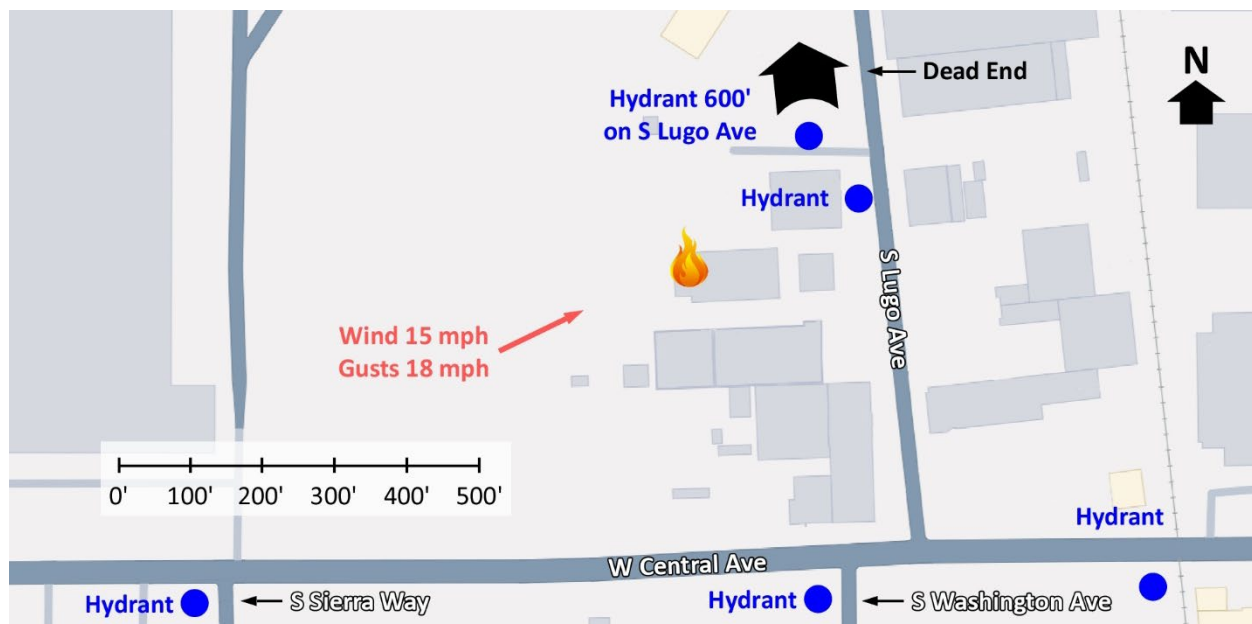 Dead End
N
Hydrant 600'
on S Lugo Ave
Hydrant
S Lugo Ave
Wind 15 mph
Gusts 18 mph
0' 100' 200' 300' 400' 500'
Hydrant
W Central Ave
Hydrant
S Sierra Way
Hydrant
S Washington Ave